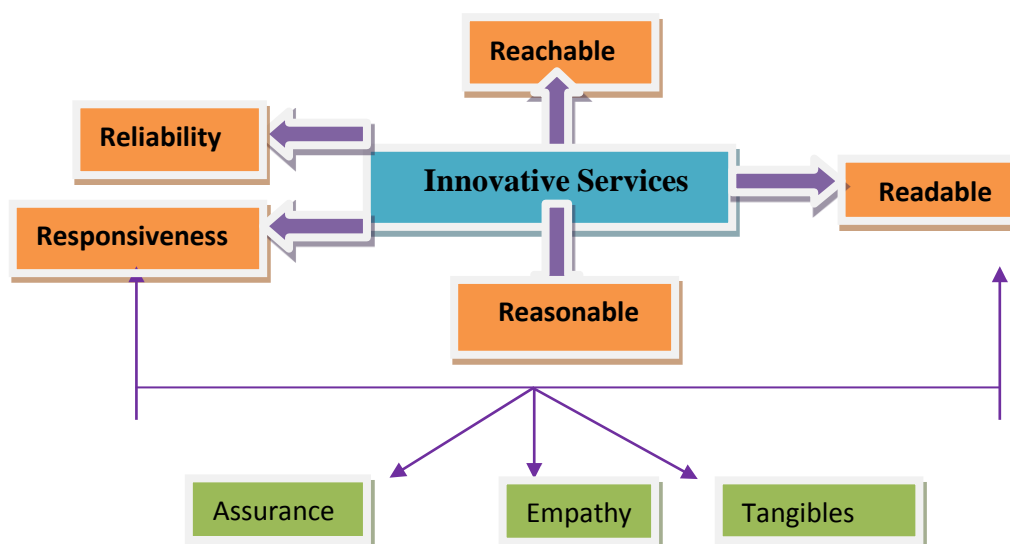 Reachable
Reliability
Innovative Services
Readable
Responsiveness
Reasonable
Assurance
Empathy
Tangibles